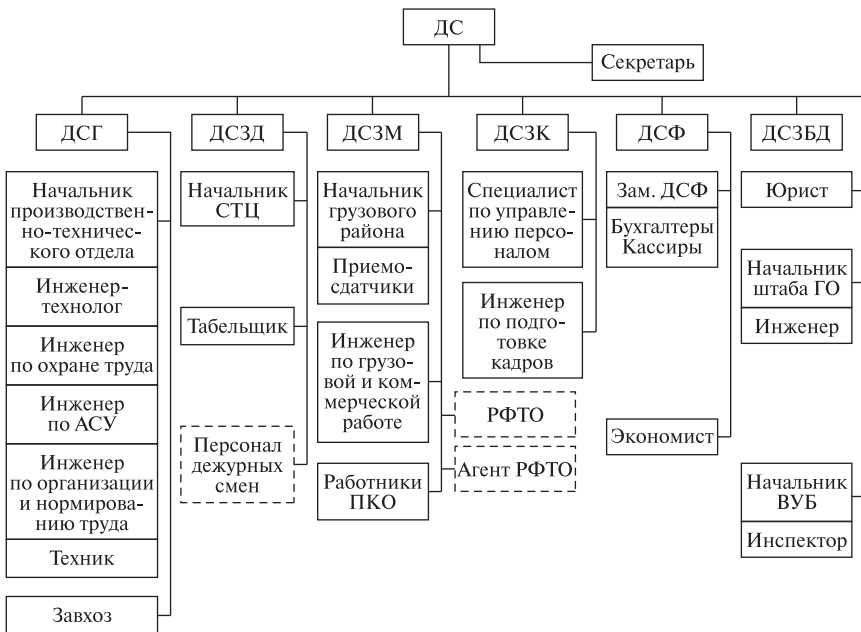 ДС
Секретарь
ДСГ
ДСЗД
ДСЗМ
ДСЗК
ДСФ
ДСЗБД
Начальник
производствен-
но-техничес-
кого отдела
Инженер-
технолог
Инженер
по охране труда
Инженер
по АСУ
Инженер
по организации
и нормирова-
нию труда
Техник
Завхоз
Начальник
СТЦ
Табельщик
Персонал
дежурных
смен
Начальник
грузового
района
Приемо-
сдатчики
Инженер
по грузо-
вой и ком-
мерческой
работе
Работники
ПКО
Специалист
по управле-
нию персо-
налом
Инженер
по подго-
товке
кадров
РФТО
Агент РФТО
Зам. ДСФ
Бухгалтеры
Кассиры
Экономист
Юрист
Начальник
штаба ГО
Инженер
Начальник
ВУБ
Инспектор